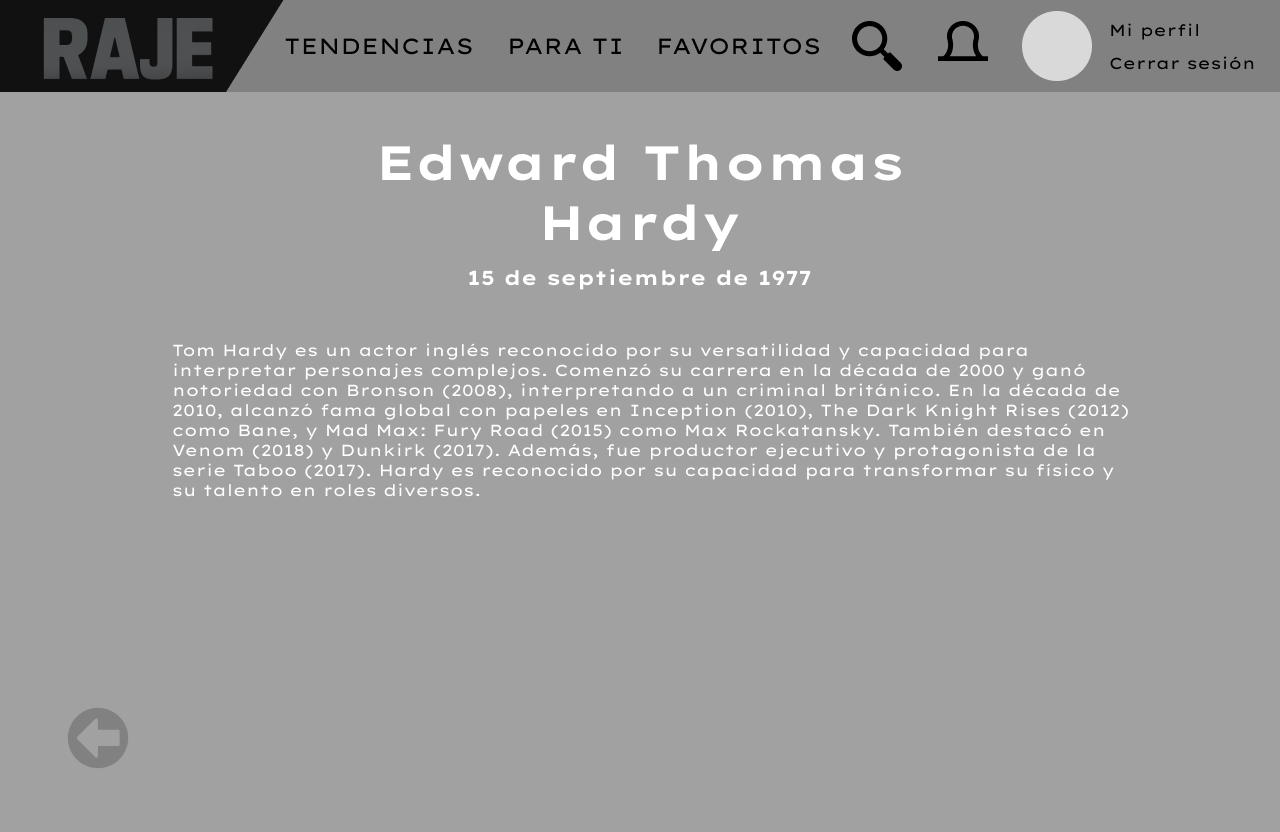 RAJE
TENDENCIAS
PARA TI
FAVORITOS
Mi perfil
Cerrar sesión
Edward Thomas
Hardy
15 de septiembre de 1977
Tom Hardy es un actor inglés reconocido por su versatilidad y capacidad para
interpretar personajes complejos. Comenzó su carrera en la década de 2000 y ganó
notoriedad con Bronson (2008), interpretando a un criminal británico. En la década de
2010, alcanzó fama global con papeles en Inception (2010), The Dark Knight Rises (2012)
como Bane, y Mad Max: Fury Road (2015) como Max Rockatansky. También destacó en
Venom (2018) y Dunkirk (2017). Además, fue productor ejecutivo y protagonista de la
serie Taboo (2017). Hardy es reconocido por su capacidad para transformar su físico y
su talento en roles diversos.